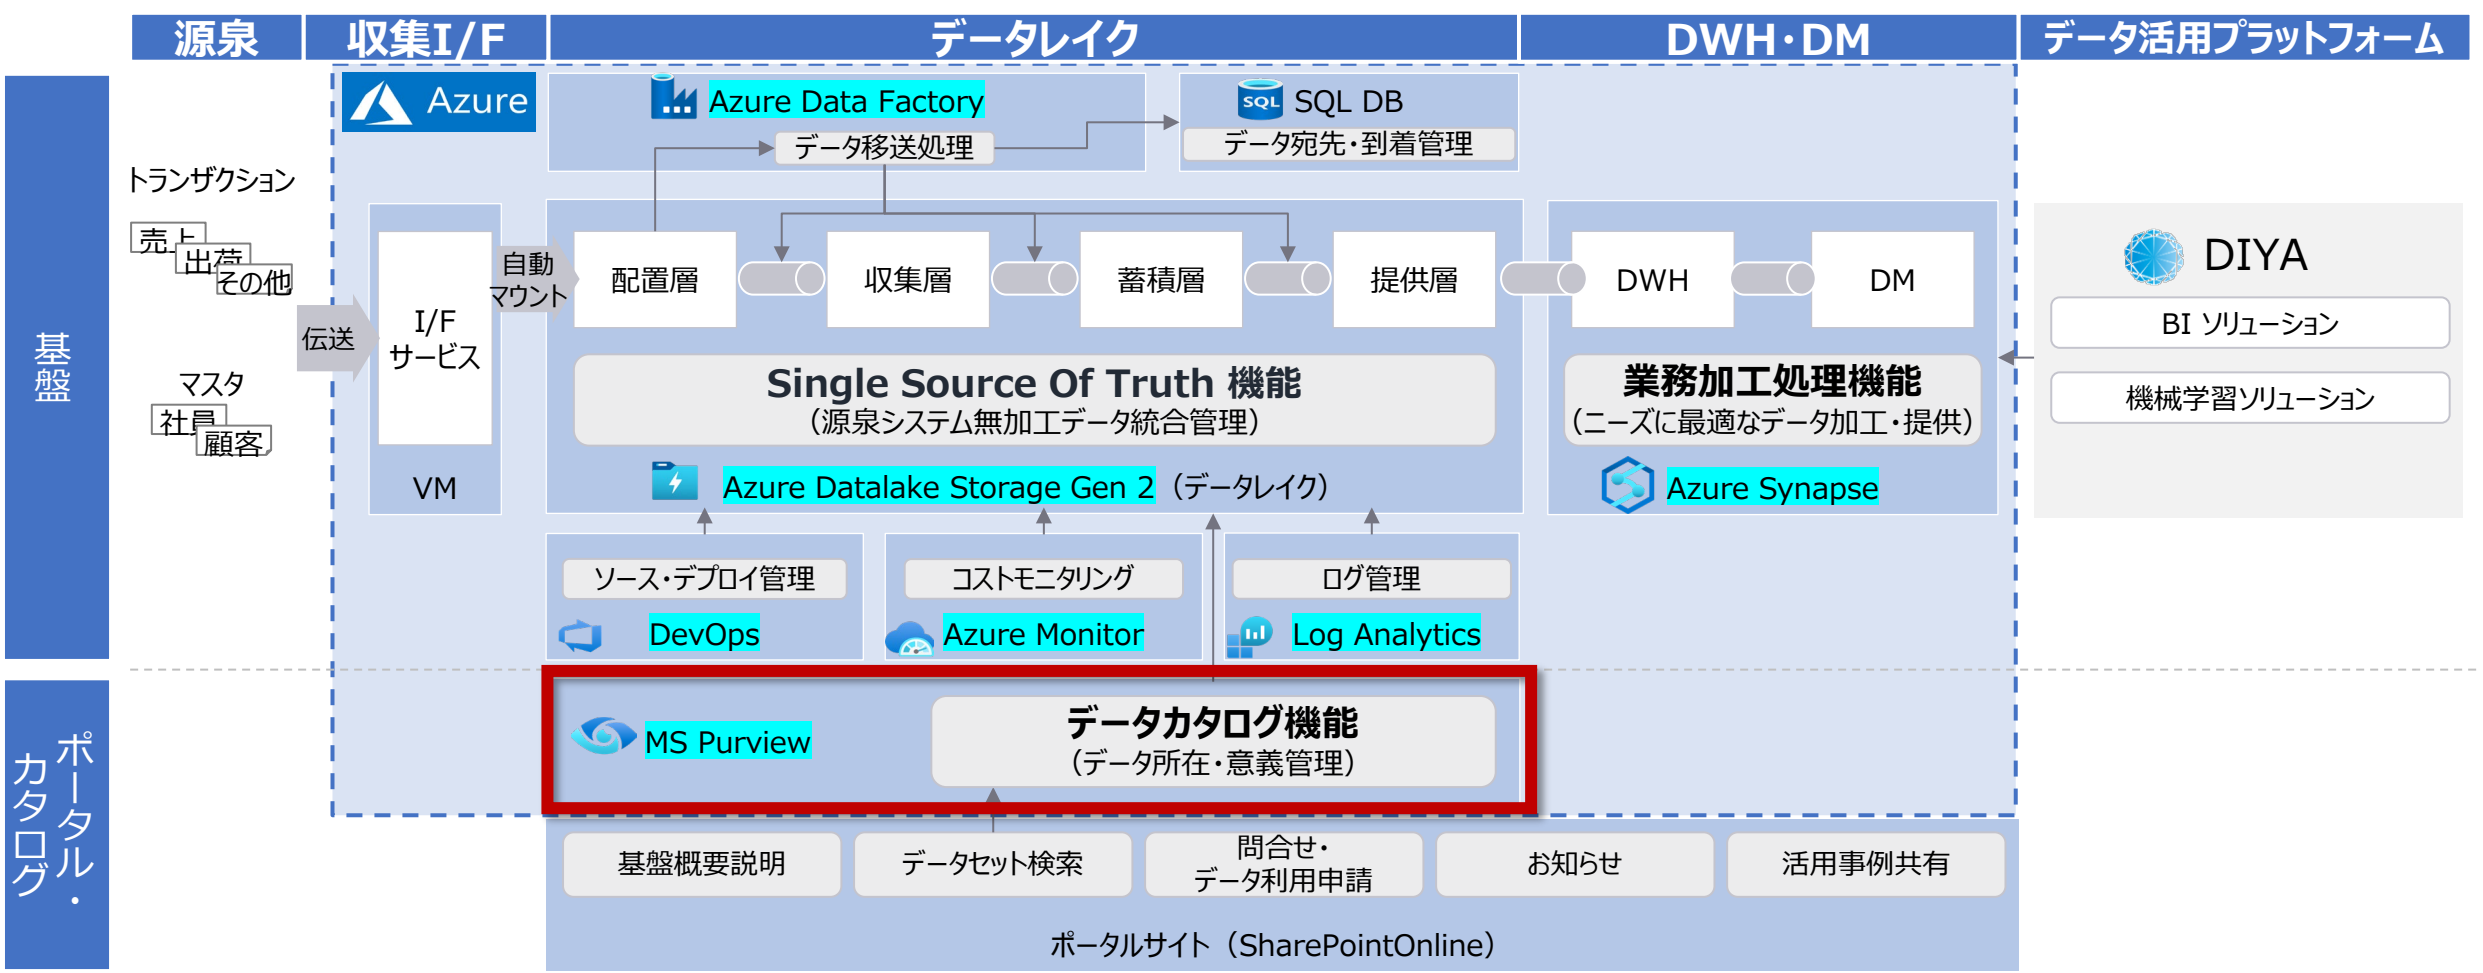 源泉
収集I/F
データレイク
DWH・DM
データ活用プラットフォーム
基盤
Azure
Azure Data Factory
データ移送処理
SQL DB
データ宛先・到着管理
トランザクション
売上
出荷
その他
マスタ
社員
顧客
伝送
I/F
サービス
VM
自動
マウント
配置層
収集層
蓄積層
提供層
DWH
DM
Single Source Of Truth 機能
（源泉システム無加工データ統合管理）
業務加工処理機能
（ニーズに最適なデータ加工・提供）
Azure Datalake Storage Gen 2（データレイク）
Azure Synapse
DIYA
BI ソリューション
機械学習ソリューション
ソース・デプロイ管理
DevOps
コストモニタリング
Azure Monitor
ログ管理
Log Analytics
ポータル・
カタログ
MS Purview
データカタログ機能
（データ所在・意義管理）
基盤概要説明
データセット検索
問合せ・
データ利用申請
お知らせ
活用事例共有
ポータルサイト（SharePointOnline）